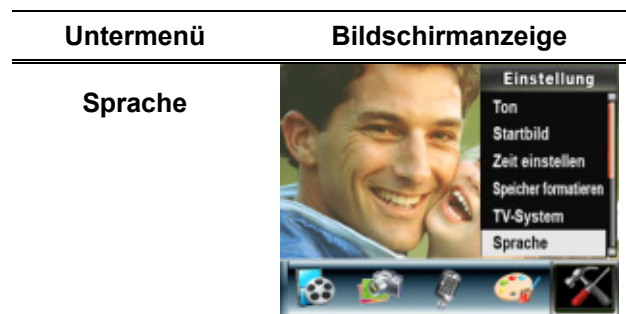 Untermenü Bildschirmanzeige
Sprache
Einstellung
Ton
Startbild
Zeit einstellen
Speicher formatieren
TV-System
Sprache